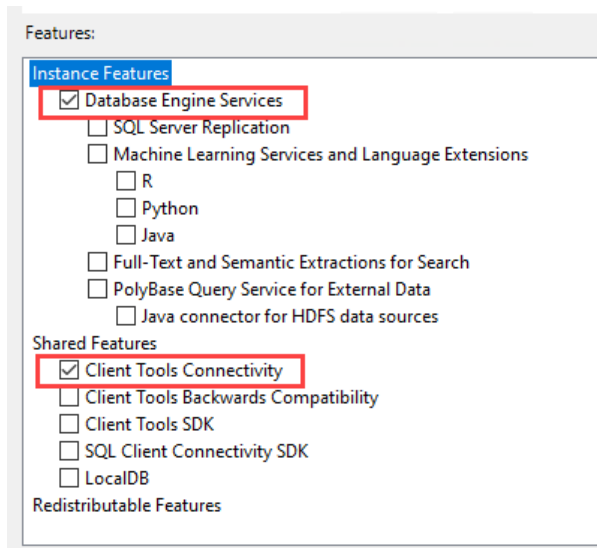 Features:
Instance Features
Database Engine Services
SQL Server Replication
Machine Learning Services and Language Extensions
R
Python
Java
Full-Text and Semantic Extractions for Search
PolyBase Query Service for External Data
Java connector for HDFS data sources
Shared Features
Client Tools Connectivity
Client Tools Backwards Compatibility
Client Tools SDK
SQL Client Connectivity SDK
LocalDB
Redistributable Features